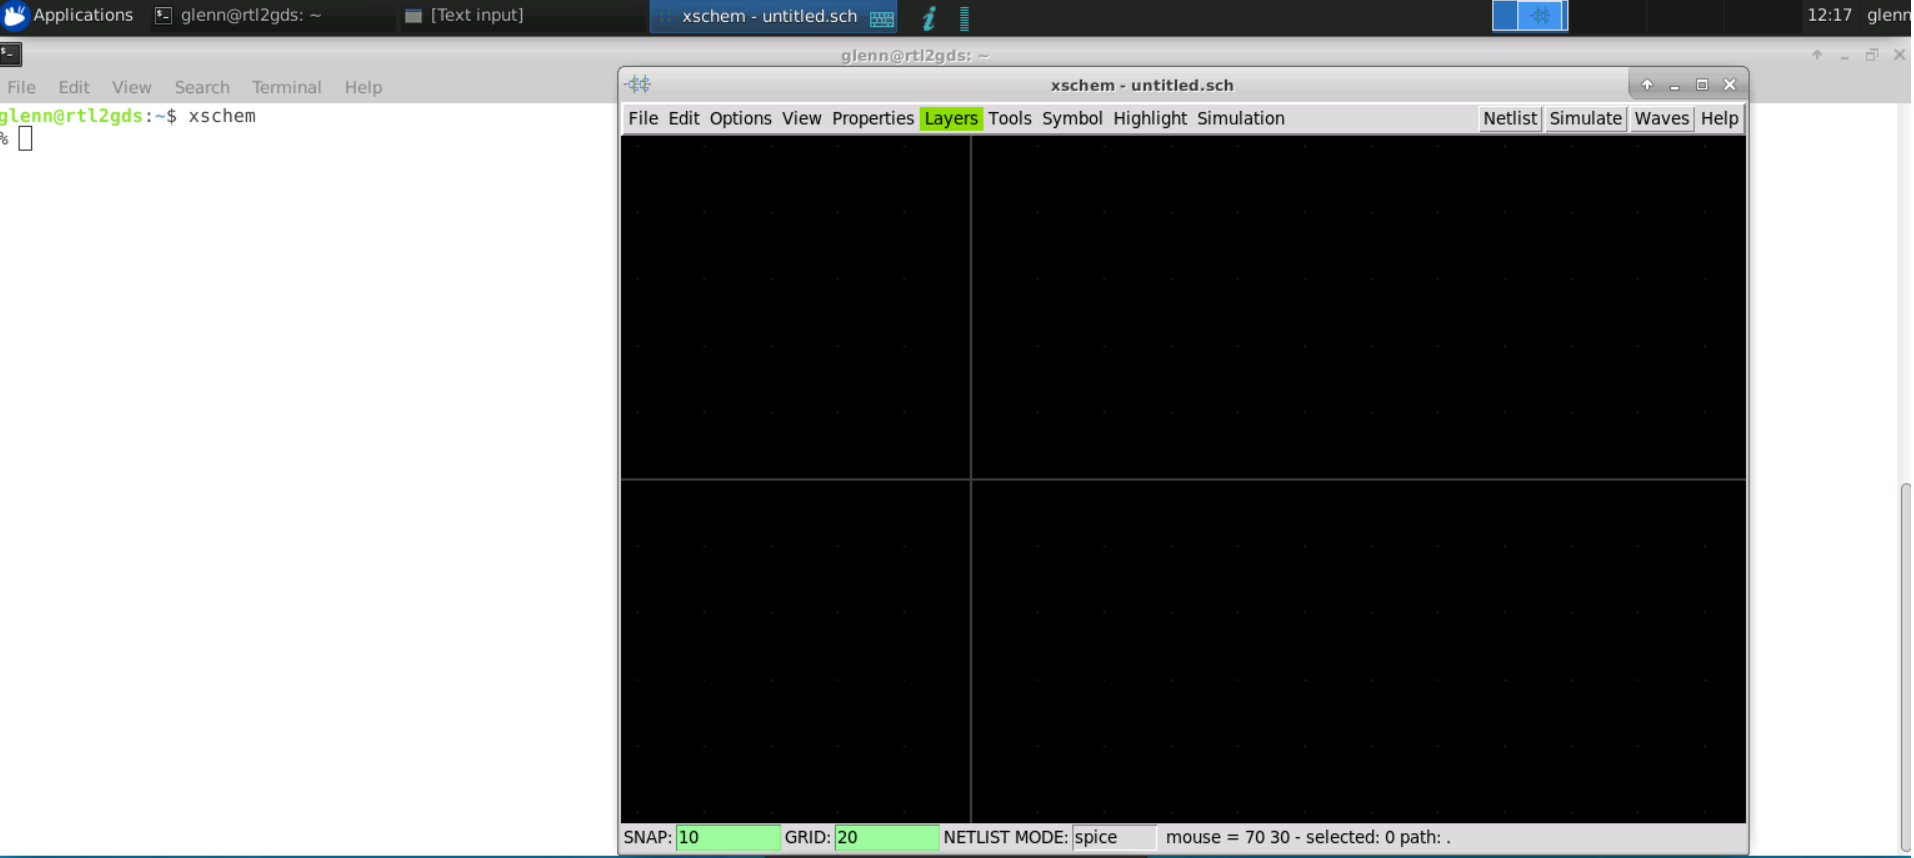 Applications glenn@rtl2gds: ~ [Text input] xschem - untitled.sch 12:17 glenn
glenn@rtl2gds: ~
File Edit View Search Terminal Help
glenn@rtl2gds:~$ xschem
%
xschem - untitled.sch
File Edit Options View Properties Layers Tools Symbol Highlight Simulation Netlist Simulate Waves Help
SNAP: 10 GRID: 20 NETLIST MODE: spice mouse = 70 30 - selected: 0 path: .